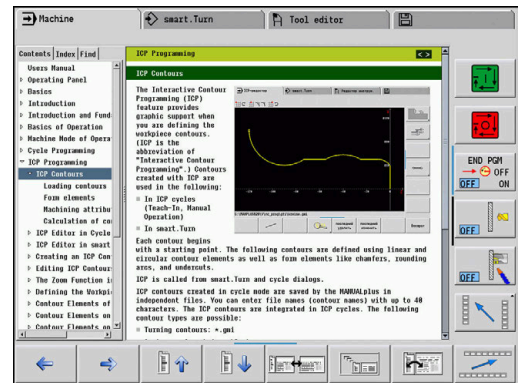 Machine
smart.Turn
Tool editor
Contents Index Find
Users Manual
Operating Panel
Basics
Introduction
Introduction and Fund
Basics of Operation
Machine Mode of Opera
Cycle Programming
ICP Programming
ICP Contours
Loading contours
Form elements
Machining attribu
Calculation of co
ICP Editor in Cycle
ICP Editor in smart
Creating an ICP Con
Editing ICP Contour
The Zoom Function i
Defining the Workpi
Contour Elements of
Contour Elements on
Contour Elements on
ICP Programming
ICP Contours
The Interactive Contour
Programming (ICP)
feature provides
graphic support when
you are defining the
workpiece contours.
(ICP is the
abbreviation of
"Interactive Contour
Programming".) Contours
created with ICP are
used in the following:
In ICP cycles
(Teach-In, Manual
Operation)
In smart.Turn
Each contour begins
with a starting point. The following contours are defined using linear and
circular contour elements as well as form elements like chamfers, rounding
arcs, and undercuts.
ICP is called from smart.Turn and cycle dialogs.
ICP contours created in cycle mode are saved by the MANUALplus in
independent files. You can enter file names (contour names) with up to 40
characters. The ICP contours are integrated in ICP cycles. The following
contour types are possible:
Turning contours: *.gmi
END PGM
OFF
OFF ON
OFF
OFF